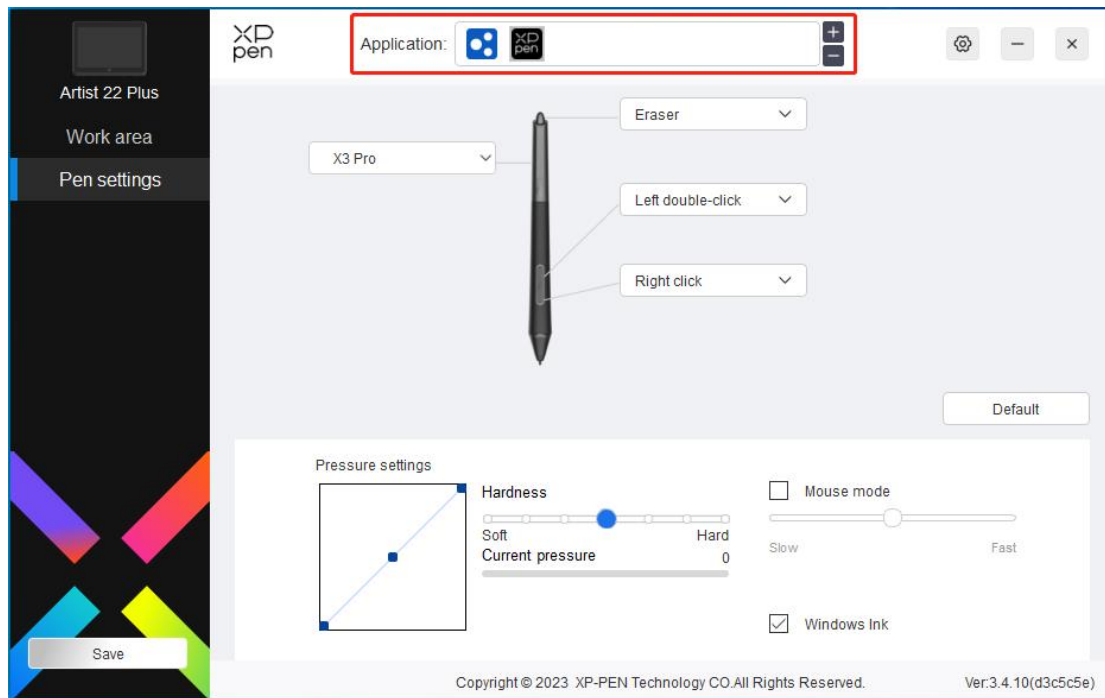 XP
pen
Application:
XP
pen
Artist 22 Plus
Work area
Pen settings
Eraser
X3 Pro
Left double-click
Right click
Default
Pressure settings
Hardness
Soft Hard
Current pressure 0
Mouse mode
Slow Fast
Windows Ink
Save
Copyright © 2023 XP-PEN Technology CO.All Rights Reserved. Ver:3.4.10(d3c5c5e)